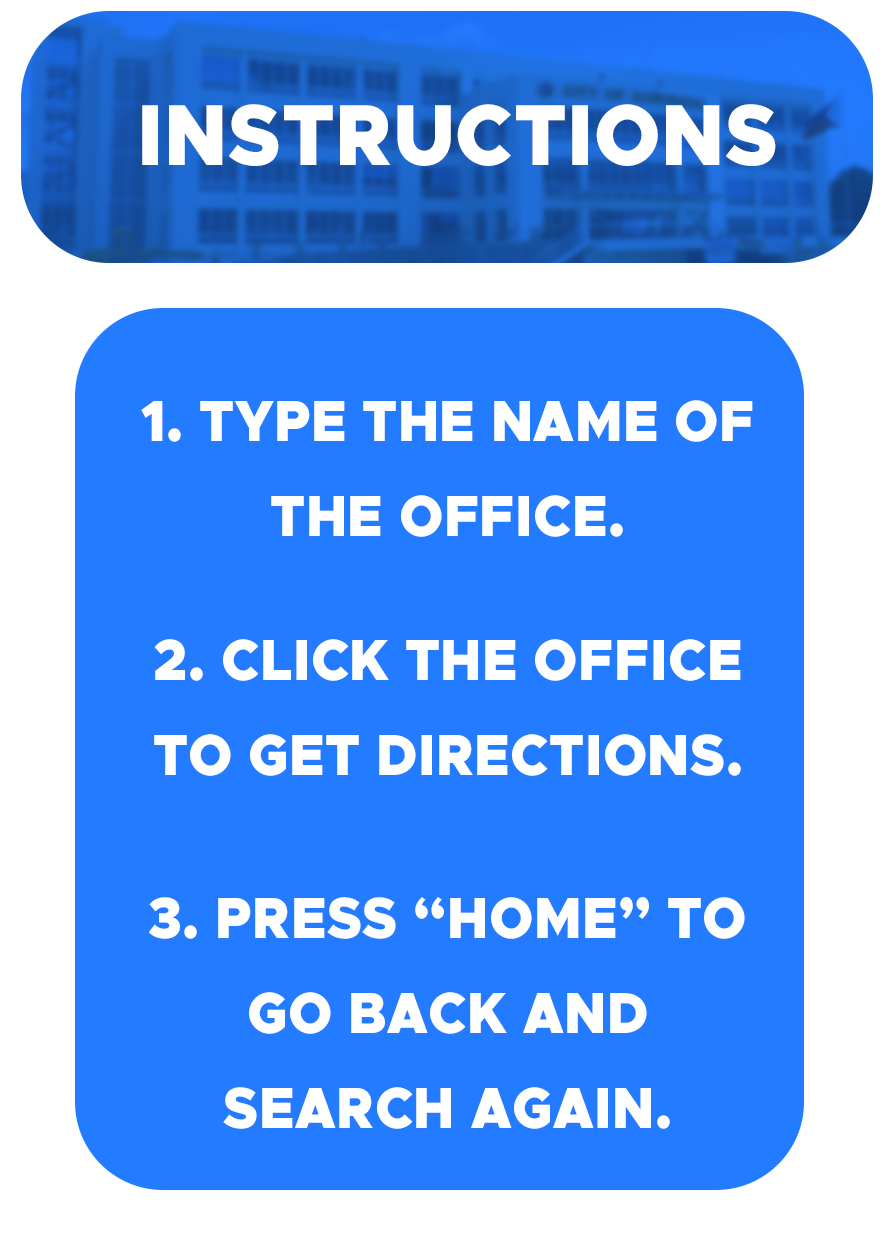 INSTRUCTIONS
1. TYPE THE NAME OF
THE OFFICE.
2. CLICK THE OFFICE
TO GET DIRECTIONS.
3. PRESS “HOME” TO
GO BACK AND
SEARCH AGAIN.